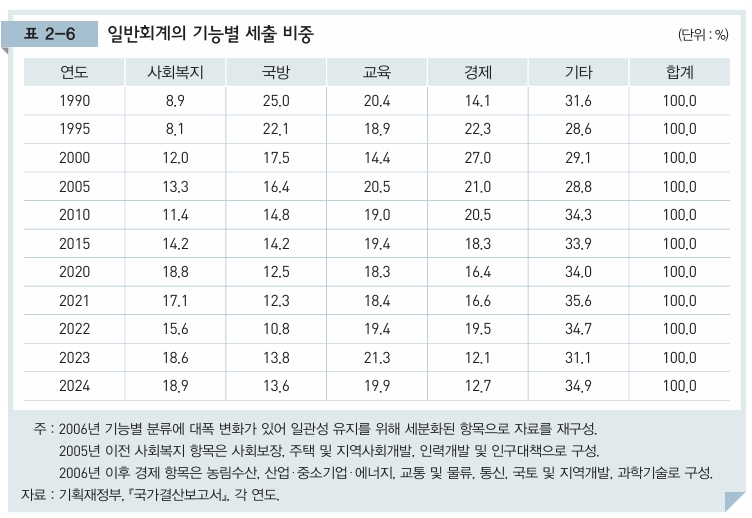 표 2-6 일반회계의 기능별 세출 비중 (단위 : %)
연도 사회복지 국방 교육 경제 기타 합계
1990 8.9 25.0 20.4 14.1 31.6 100.0
1995 8.1 22.1 18.9 22.3 28.6 100.0
2000 12.0 17.5 14.4 27.0 29.1 100.0
2005 13.3 16.4 20.5 21.0 28.8 100.0
2010 11.4 14.8 19.0 20.5 34.3 100.0
2015 14.2 14.2 19.4 18.3 33.9 100.0
2020 18.8 12.5 18.3 16.4 34.0 100.0
2021 17.1 12.3 18.4 16.6 35.6 100.0
2022 15.6 10.8 19.4 19.5 34.7 100.0
2023 18.6 13.8 21.3 12.1 31.1 100.0
2024 18.9 13.6 19.9 12.7 34.9 100.0
주 : 2006년 기능별 분류에 대폭 변화가 있어 일관성 유지를 위해 세분화된 항목으로 자료를 재구성.
2005년 이전 사회복지 항목은 사회보장, 주택 및 지역사회개발, 인력개발 및 인구대책으로 구성.
2006년 이후 경제 항목은 농림수산, 산업·중소기업·에너지, 교통 및 물류, 통신, 국토 및 지역개발, 과학기술로 구성.
자료 : 기획재정부, 『국가결산보고서』, 각 연도.